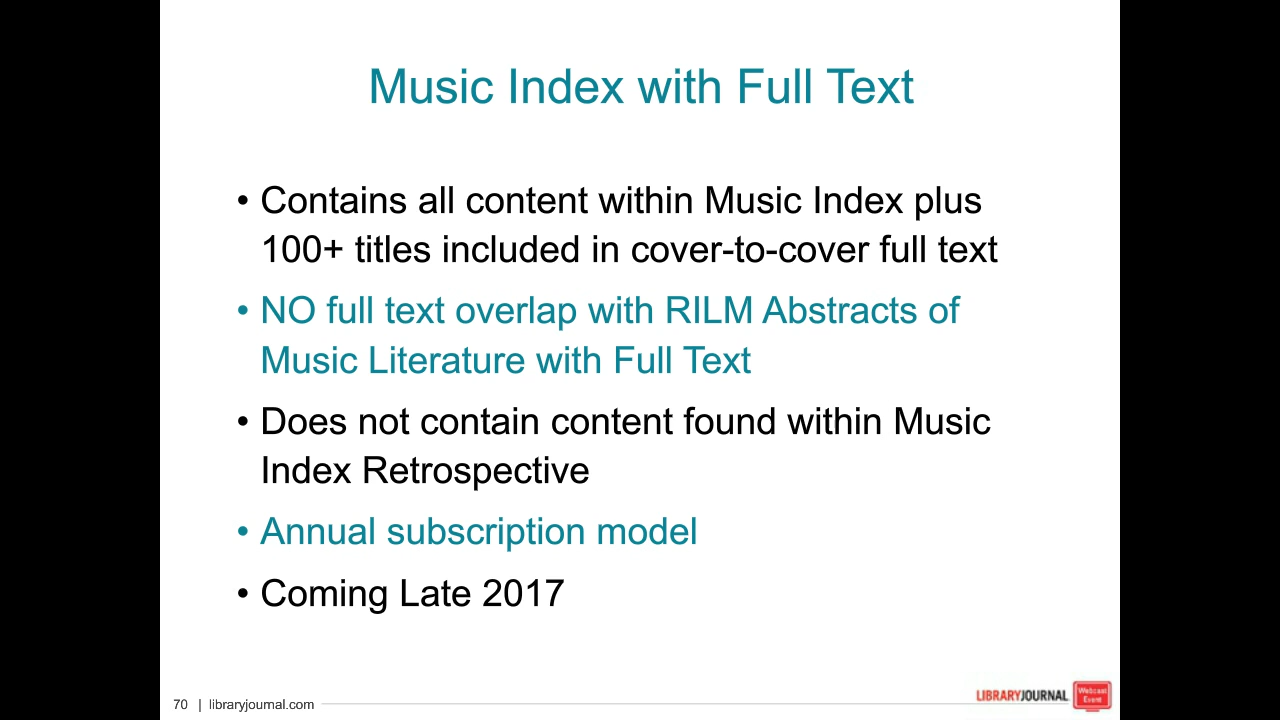 Music Index with Full Text
• Contains all content within Music Index plus
100+ titles included in cover-to-cover full text
• NO full text overlap with RILM Abstracts of
Music Literature with Full Text
• Does not contain content found within Music
Index Retrospective
• Annual subscription model
• Coming Late 2017
70 | libraryjournal.com
LIBRARYJOURNAL
Webcast
Event